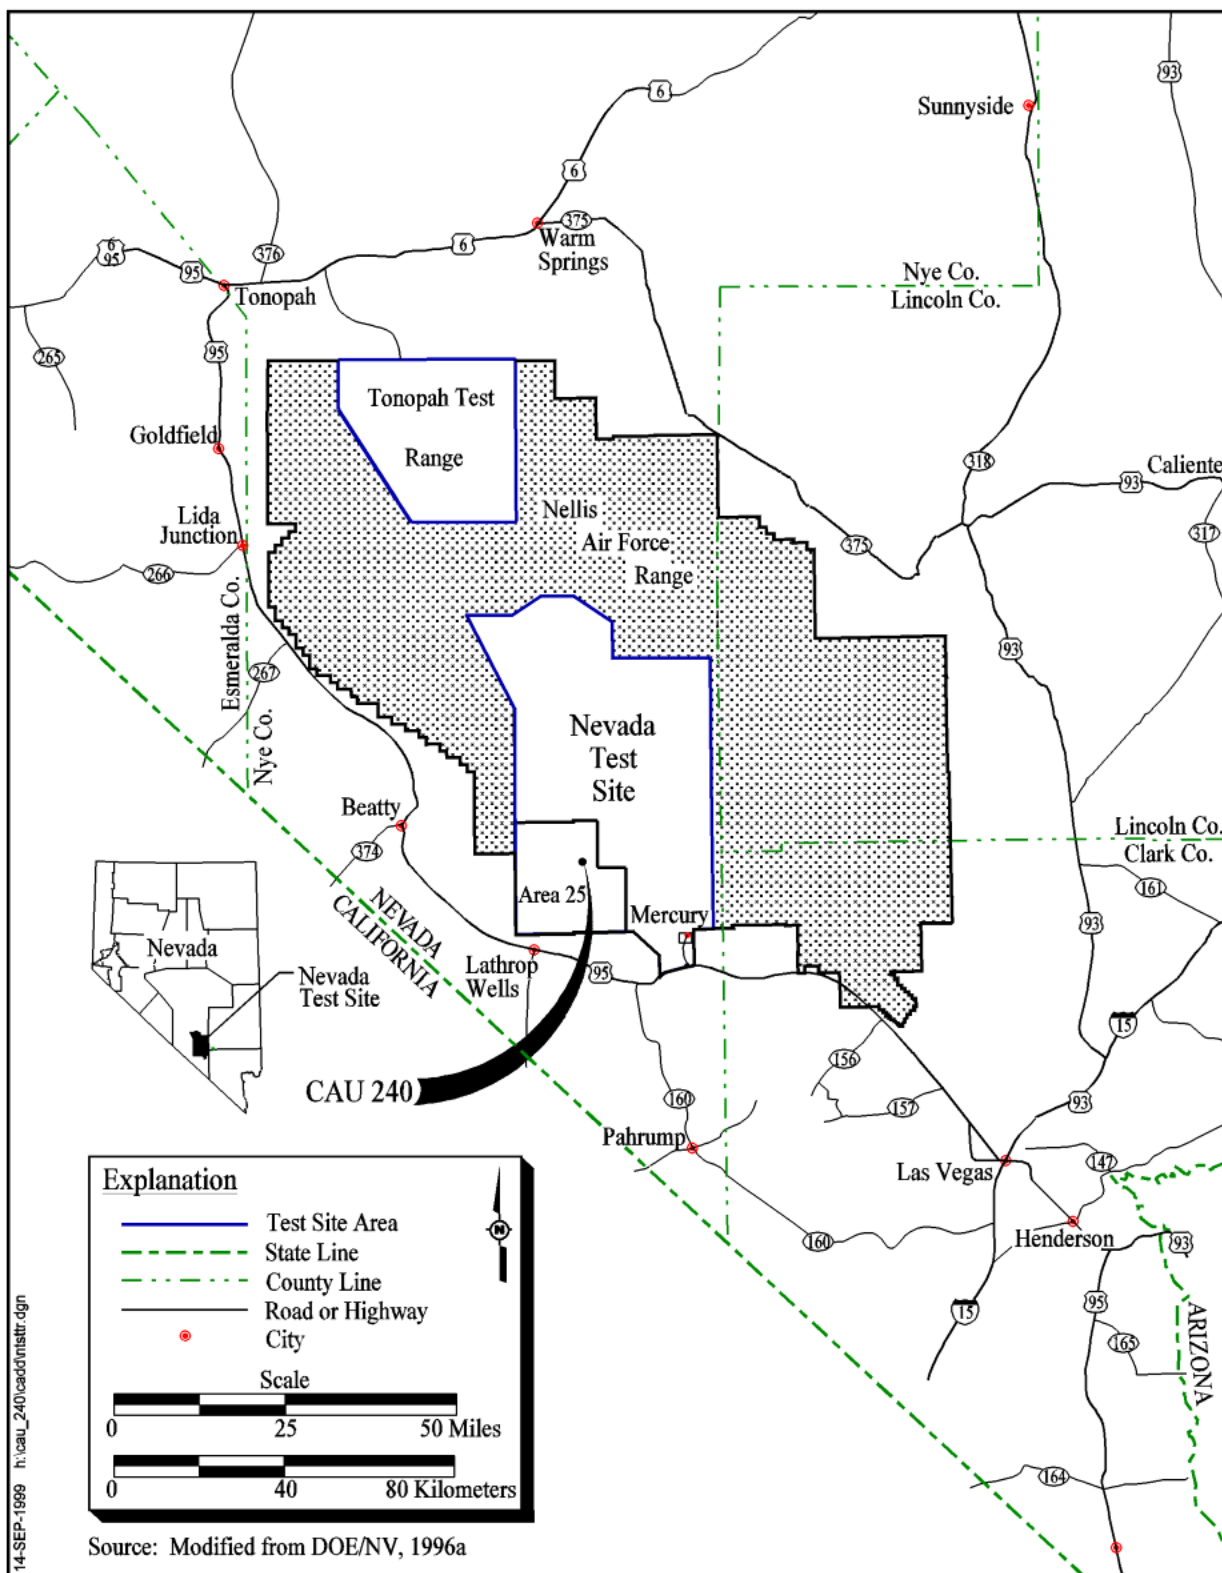 93
6
Sunnyside
6
375
Warm
Springs
376
6
6
95
95
Tonopah
Nye Co.
Lincoln Co.
265
95
Tonopah Test
Range
Goldfield
318
Caliente
93
Nellis
Air Force
Range
Lida
Junction
375
317
266
Esmeralda Co.
Nye Co.
267
93
Nevada
Test
Site
Beatty
374
Lincoln Co.
Clark Co.
161
Area 25
NEVADA
CALIFORNIA
Mercury
93
Nevada
Nevada
Test Site
Lathrop
Wells
95
15
CAU 240
156
160
157
93
Pahrump
Las Vegas
147
160
Henderson
93
95
15
165
ARIZONA
164
Explanation
Test Site Area
State Line
County Line
Road or Highway
City
N
Scale
0 25 50 Miles
0 40 80 Kilometers
Source: Modified from DOE/NV, 1996a
14-SEP-1999 h:\cau_240\cadd\ntsttr.dgn